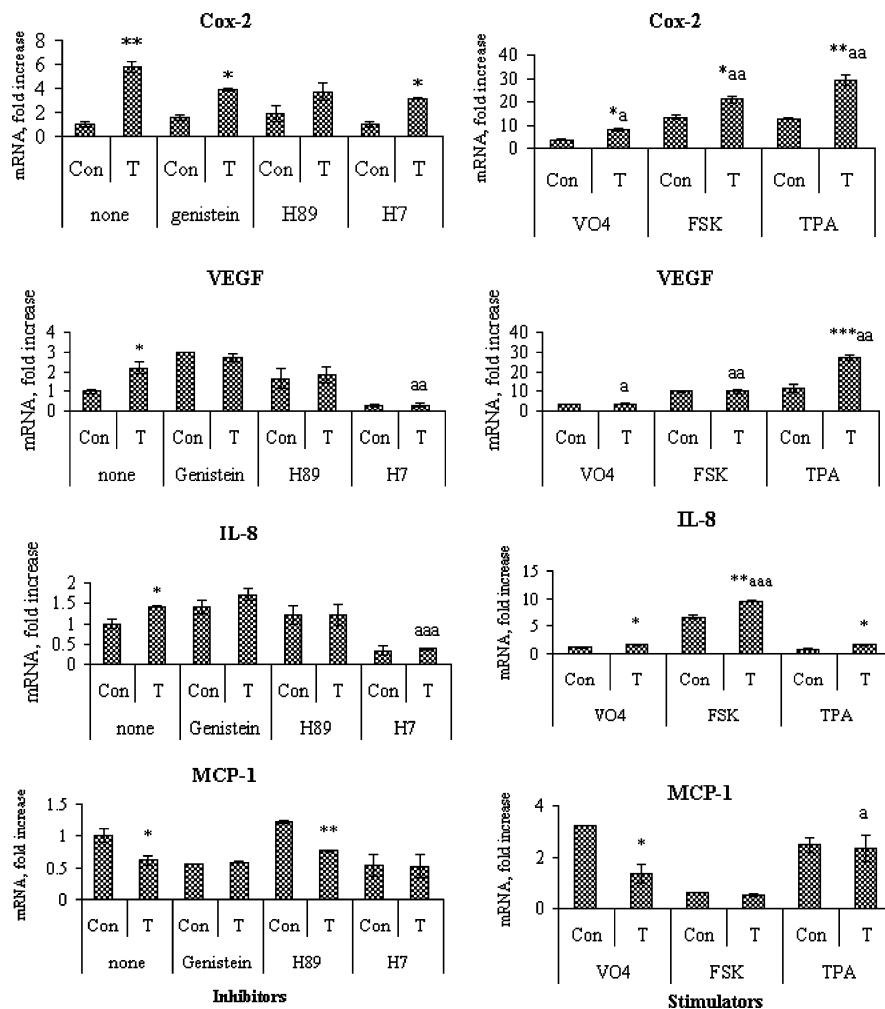 Cox-2
mRNA, fold increase
8
6
4
2
0
** * *
Con T Con T Con T Con T
none genistein H89 H7
Cox-2
mRNA, fold increase
40
30
20
10
0
*a *aa **aa
Con T Con T Con T
VO4 FSK TPA
VEGF
mRNA, fold increase
4
3
2
1
0
* aa
Con T Con T Con T Con T
none Genistein H89 H7
VEGF
mRNA, fold increase
40
30
20
10
0
a aa ***aa
Con T Con T Con T
VO4 FSK TPA
IL-8
mRNA, fold increase
2
1.5
1
0.5
0
* aaa
Con T Con T Con T Con T
none Genistein H89 H7
IL-8
mRNA, fold increase
15
10
5
0
* **aaa *
Con T Con T Con T
VO4 FSK TPA
MCP-1
mRNA, fold increase
1.5
1
0.5
0
* **
Con T Con T Con T Con T
none Genistein H89 H7
Inhibitors
MCP-1
mRNA, fold increase
4
2
0
* a
Con T Con T Con T
VO4 FSK TPA
Stimulators